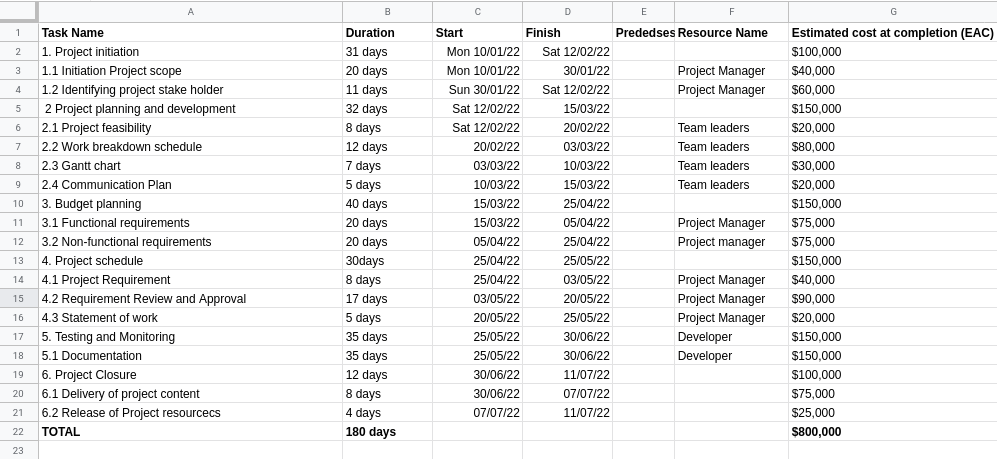 A B C D E F G
1 Task Name Duration Start Finish Prededses Resource Name Estimated cost at completion (EAC)
2 1. Project initiation 31 days Mon 10/01/22 Sat 12/02/22 $100,000
3 1.1 Initiation Project scope 20 days Mon 10/01/22 30/01/22 Project Manager $40,000
4 1.2 Identifying project stake holder 11 days Sun 30/01/22 Sat 12/02/22 Project Manager $60,000
5 2 Project planning and development 32 days Sat 12/02/22 15/03/22 $150,000
6 2.1 Project feasibility 8 days Sat 12/02/22 20/02/22 Team leaders $20,000
7 2.2 Work breakdown schedule 12 days 20/02/22 03/03/22 Team leaders $80,000
8 2.3 Gantt chart 7 days 03/03/22 10/03/22 Team leaders $30,000
9 2.4 Communication Plan 5 days 10/03/22 15/03/22 Team leaders $20,000
10 3. Budget planning 40 days 15/03/22 25/04/22 $150,000
11 3.1 Functional requirements 20 days 15/03/22 05/04/22 Project Manager $75,000
12 3.2 Non-functional requirements 20 days 05/04/22 25/04/22 Project manager $75,000
13 4. Project schedule 30days 25/04/22 25/05/22 $150,000
14 4.1 Project Requirement 8 days 25/04/22 03/05/22 Project Manager $40,000
15 4.2 Requirement Review and Approval 17 days 03/05/22 20/05/22 Project Manager $90,000
16 4.3 Statement of work 5 days 20/05/22 25/05/22 Project Manager $20,000
17 5. Testing and Monitoring 35 days 25/05/22 30/06/22 Developer $150,000
18 5.1 Documentation 35 days 25/05/22 30/06/22 Developer $150,000
19 6. Project Closure 12 days 30/06/22 11/07/22 $100,000
20 6.1 Delivery of project content 8 days 30/06/22 07/07/22 $75,000
21 6.2 Release of Project resourcecs 4 days 07/07/22 11/07/22 $25,000
22 TOTAL 180 days $800,000
23